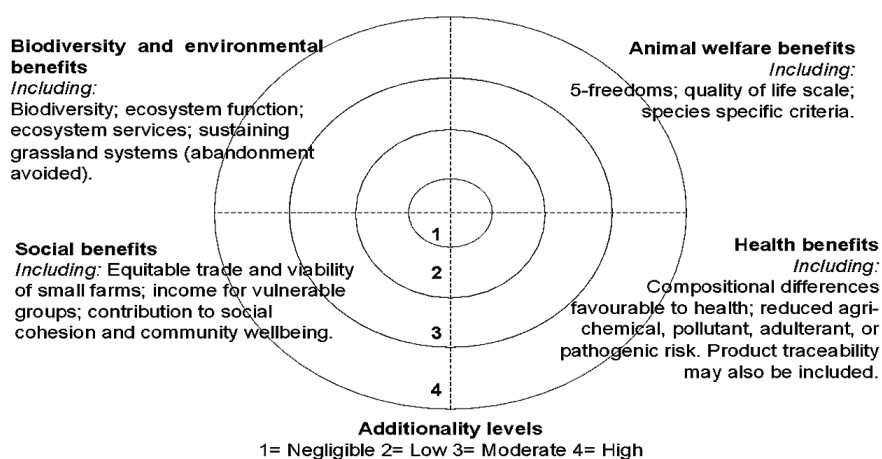 Biodiversity and environmental
benefits
Including:
Biodiversity; ecosystem function;
ecosystem services; sustaining
grassland systems (abandonment
avoided).
Animal welfare benefits
Including:
5-freedoms; quality of life scale;
species specific criteria.
Social benefits
Including: Equitable trade and viability
of small farms; income for vulnerable
groups; contribution to social
cohesion and community wellbeing.
Health benefits
Including:
Compositional differences
favourable to health; reduced agri-
chemical, pollutant, adulterant, or
pathogenic risk. Product traceability
may also be included.
1
2
3
4
Additionality levels
1= Negligible 2= Low 3= Moderate 4= High